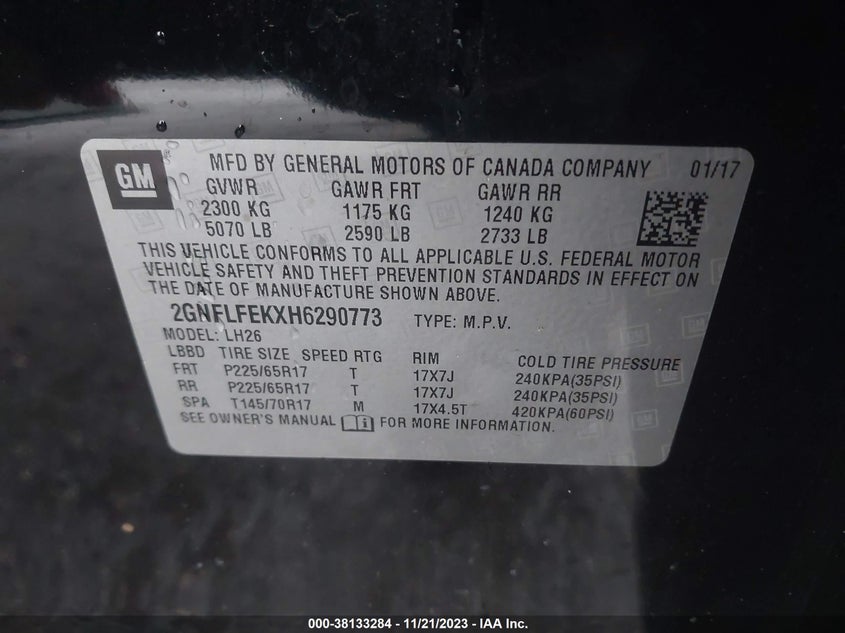 GM MFD BY GENERAL MOTORS OF CANADA COMPANY 01/17
GVWR GAWR FRT GAWR RR
2300 KG 1175 KG 1240 KG
5070 LB 2590 LB 2733 LB
THIS VEHICLE CONFORMS TO ALL APPLICABLE U.S. FEDERAL MOTOR
VEHICLE SAFETY AND THEFT PREVENTION STANDARDS IN EFFECT ON
THE DATE OF MANUFACTURE SHOWN ABOVE.
2GNFLFEKXH6290773 TYPE: M.P.V.
MODEL: LH26
LBBD TIRE SIZE SPEED RTG RIM COLD TIRE PRESSURE
FRT P225/65R17 T 17X7J 240KPA(35PSI)
RR P225/65R17 T 17X7J 240KPA(35PSI)
SPA T145/70R17 M 17X4.5T 420KPA(60PSI)
SEE OWNER'S MANUAL FOR MORE INFORMATION.
000-38133284 - 11/21/2023 - IAA Inc.